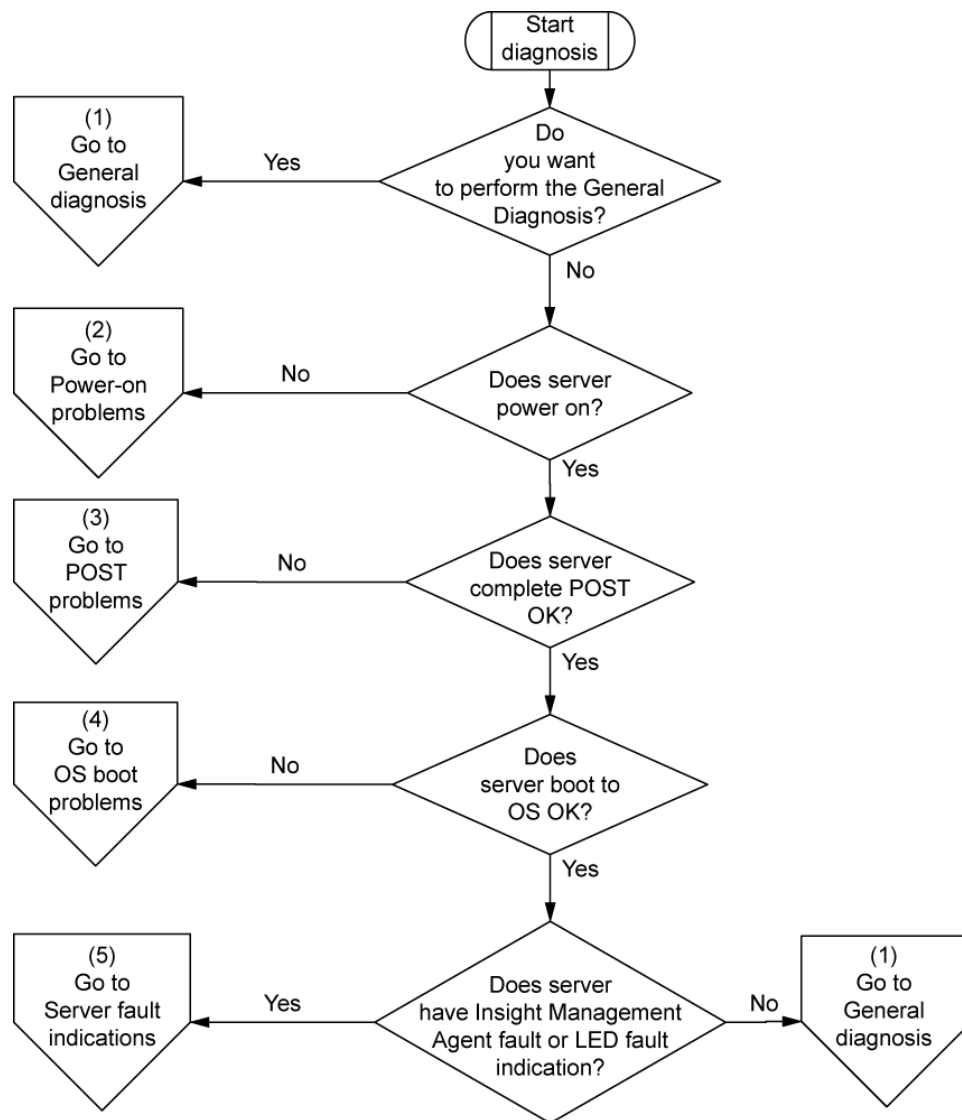 Start
diagnosis
Do
you want
to perform the General
Diagnosis?
Yes
(1)
Go to
General
diagnosis
No
Does server
power on?
No
(2)
Go to
Power-on
problems
Yes
Does server
complete POST
OK?
No
(3)
Go to
POST
problems
Yes
Does
server boot to
OS OK?
No
(4)
Go to
OS boot
problems
Yes
Does server
have Insight Management
Agent fault or LED fault
indication?
Yes
(5)
Go to
Server fault
indications
No
(1)
Go to
General
diagnosis